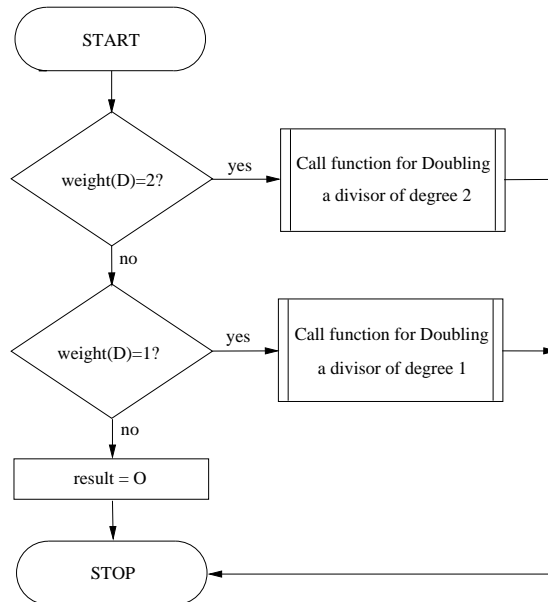 START
weight(D)=2?
yes
Call function for Doubling
a divisor of degree 2
no
weight(D)=1?
yes
Call function for Doubling
a divisor of degree 1
no
result = O
STOP